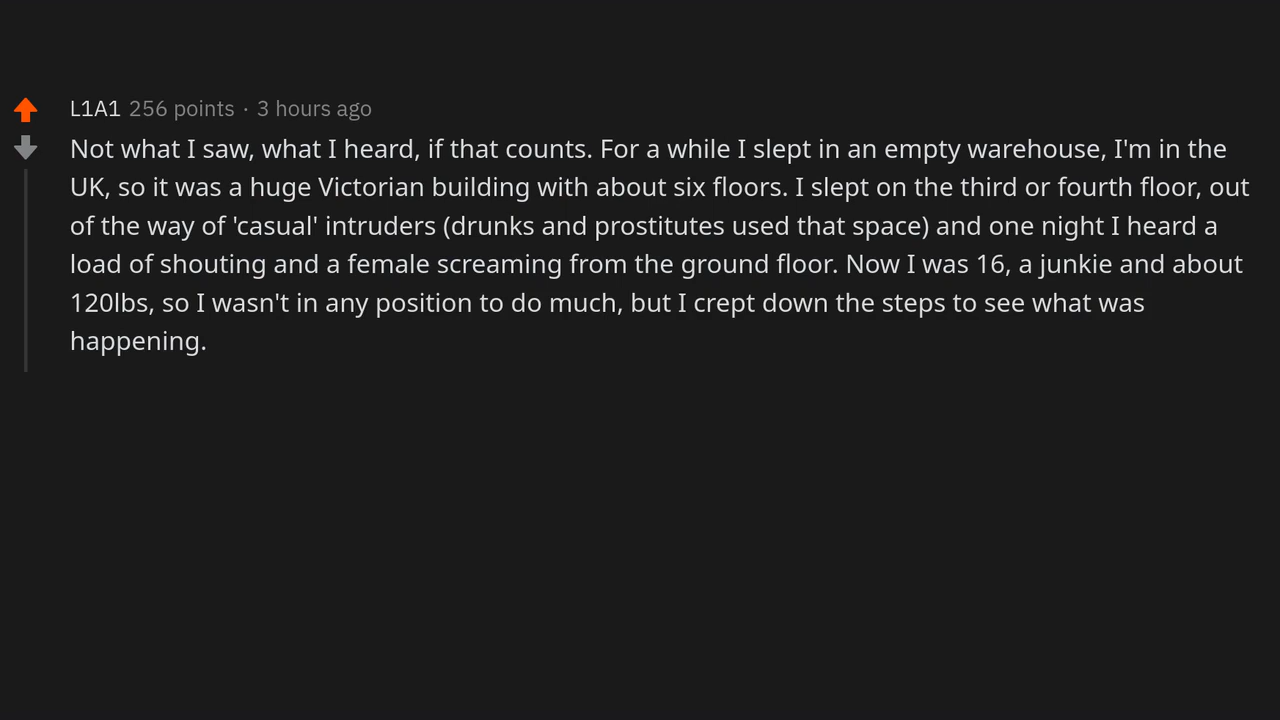 L1A1 256 points · 3 hours ago
Not what I saw, what I heard, if that counts. For a while I slept in an empty warehouse, I'm in the
UK, so it was a huge Victorian building with about six floors. I slept on the third or fourth floor, out
of the way of 'casual' intruders (drunks and prostitutes used that space) and one night I heard a
load of shouting and a female screaming from the ground floor. Now I was 16, a junkie and about
120lbs, so I wasn't in any position to do much, but I crept down the steps to see what was
happening.